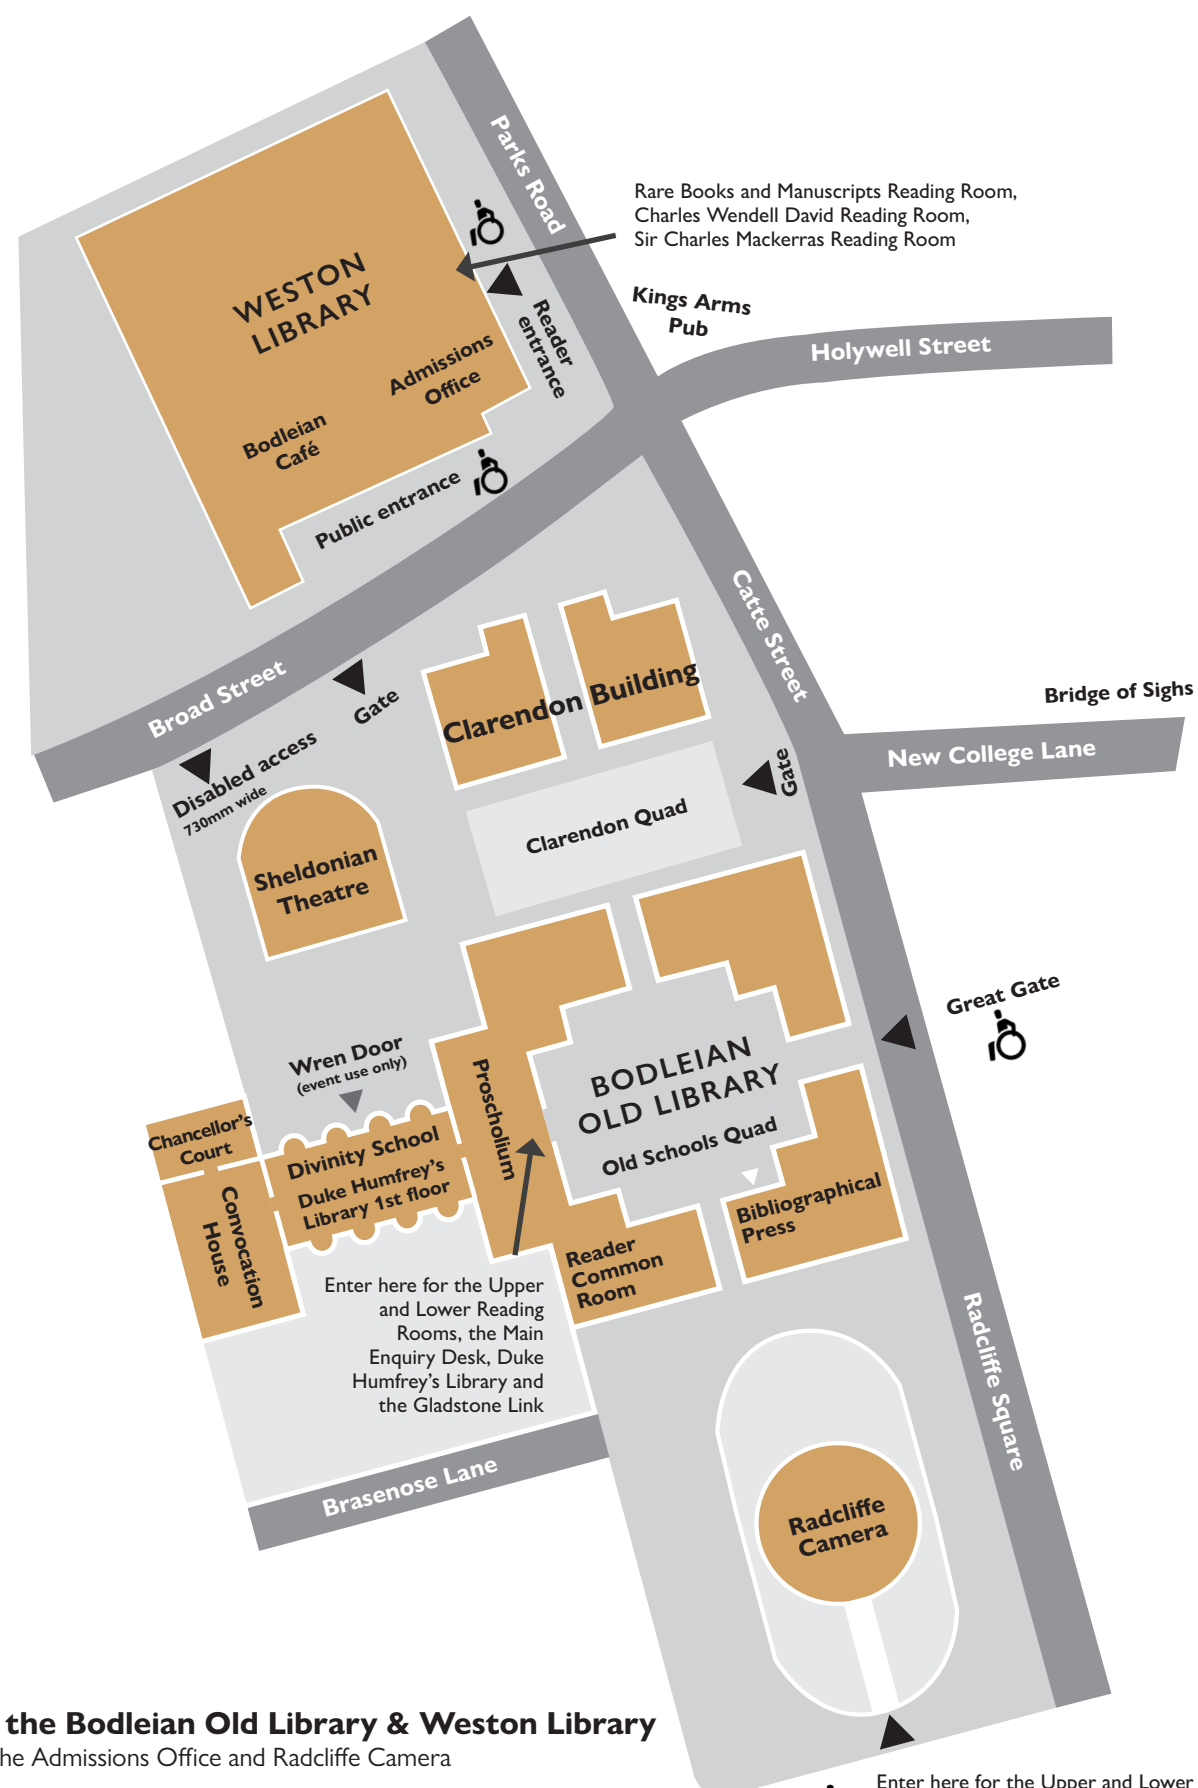 Parks Road
Rare Books and Manuscripts Reading Room,
Charles Wendell David Reading Room,
Sir Charles Mackerras Reading Room
WESTON
LIBRARY
Kings Arms
Pub
Reader
entrance
Holywell Street
Admissions
Office
Bodleian
Café
Public entrance
Catte Street
Broad Street
Gate
Clarendon Building
Bridge of Sighs
New College Lane
Disabled access
730mm wide
Gate
Clarendon Quad
Sheldonian
Theatre
Great Gate
Wren Door
(event use only)
Proscholium
BODLEIAN
OLD LIBRARY
Old Schools Quad
Chancellor's
Court
Divinity School
Duke Humfrey's
Library 1st floor
Convocation
House
Bibliographical
Press
Reader
Common
Room
Enter here for the Upper
and Lower Reading
Rooms, the Main
Enquiry Desk, Duke
Humfrey's Library and
the Gladstone Link
Radcliffe Square
Brasenose Lane
Radcliffe
Camera
the Bodleian Old Library & Weston Library
he Admissions Office and Radcliffe Camera
Enter here for the Upper and Lower